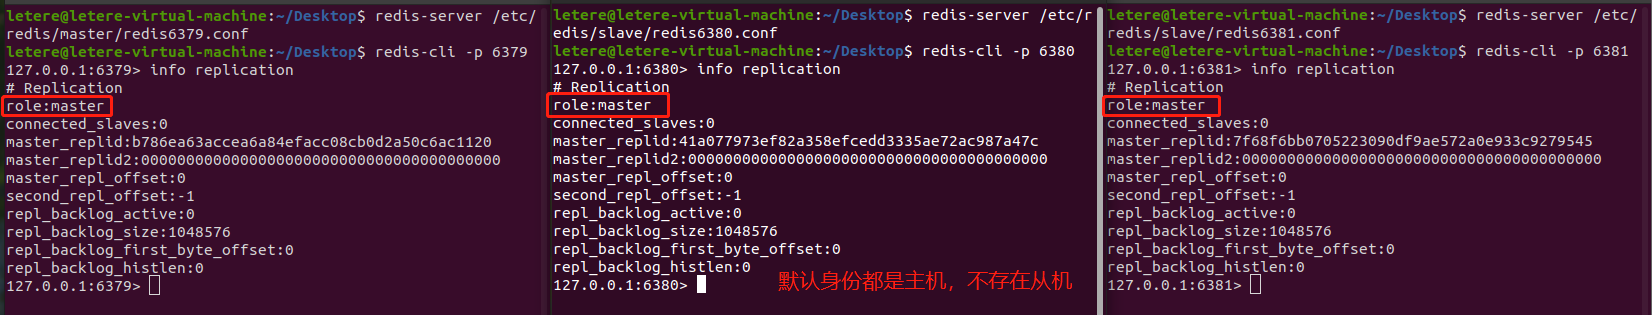 letere@letere-virtual-machine:~/Desktop$ redis-server /etc/
redis/master/redis6379.conf
letere@letere-virtual-machine:~/Desktop$ redis-cli -p 6379
127.0.0.1:6379> info replication
# Replication
role:master
connected_slaves:0
master_replid:b786ea63accea6a84efacc08cb0d2a50c6ac1120
master_replid2:0000000000000000000000000000000000000000
master_repl_offset:0
second_repl_offset:-1
repl_backlog_active:0
repl_backlog_size:1048576
repl_backlog_first_byte_offset:0
repl_backlog_histlen:0
127.0.0.1:6379>
letere@letere-virtual-machine:~/Desktop$ redis-server /etc/r
edis/slave/redis6380.conf
letere@letere-virtual-machine:~/Desktop$ redis-cli -p 6380
127.0.0.1:6380> info replication
# Replication
role:master
connected_slaves:0
master_replid:41a077973ef82a358efcedd3335ae72ac987a47c
master_replid2:0000000000000000000000000000000000000000
master_repl_offset:0
second_repl_offset:-1
repl_backlog_active:0
repl_backlog_size:1048576
repl_backlog_first_byte_offset:0
repl_backlog_histlen:0
127.0.0.1:6380>
默认身份都是主机，不存在从机
letere@letere-virtual-machine:~/Desktop$ redis-server /etc/
redis/slave/redis6381.conf
letere@letere-virtual-machine:~/Desktop$ redis-cli -p 6381
127.0.0.1:6381> info replication
# Replication
role:master
connected_slaves:0
master_replid:7f68f6bb0705223090df9ae572a0e933c9279545
master_replid2:0000000000000000000000000000000000000000
master_repl_offset:0
second_repl_offset:-1
repl_backlog_active:0
repl_backlog_size:1048576
repl_backlog_first_byte_offset:0
repl_backlog_histlen:0
127.0.0.1:6381>